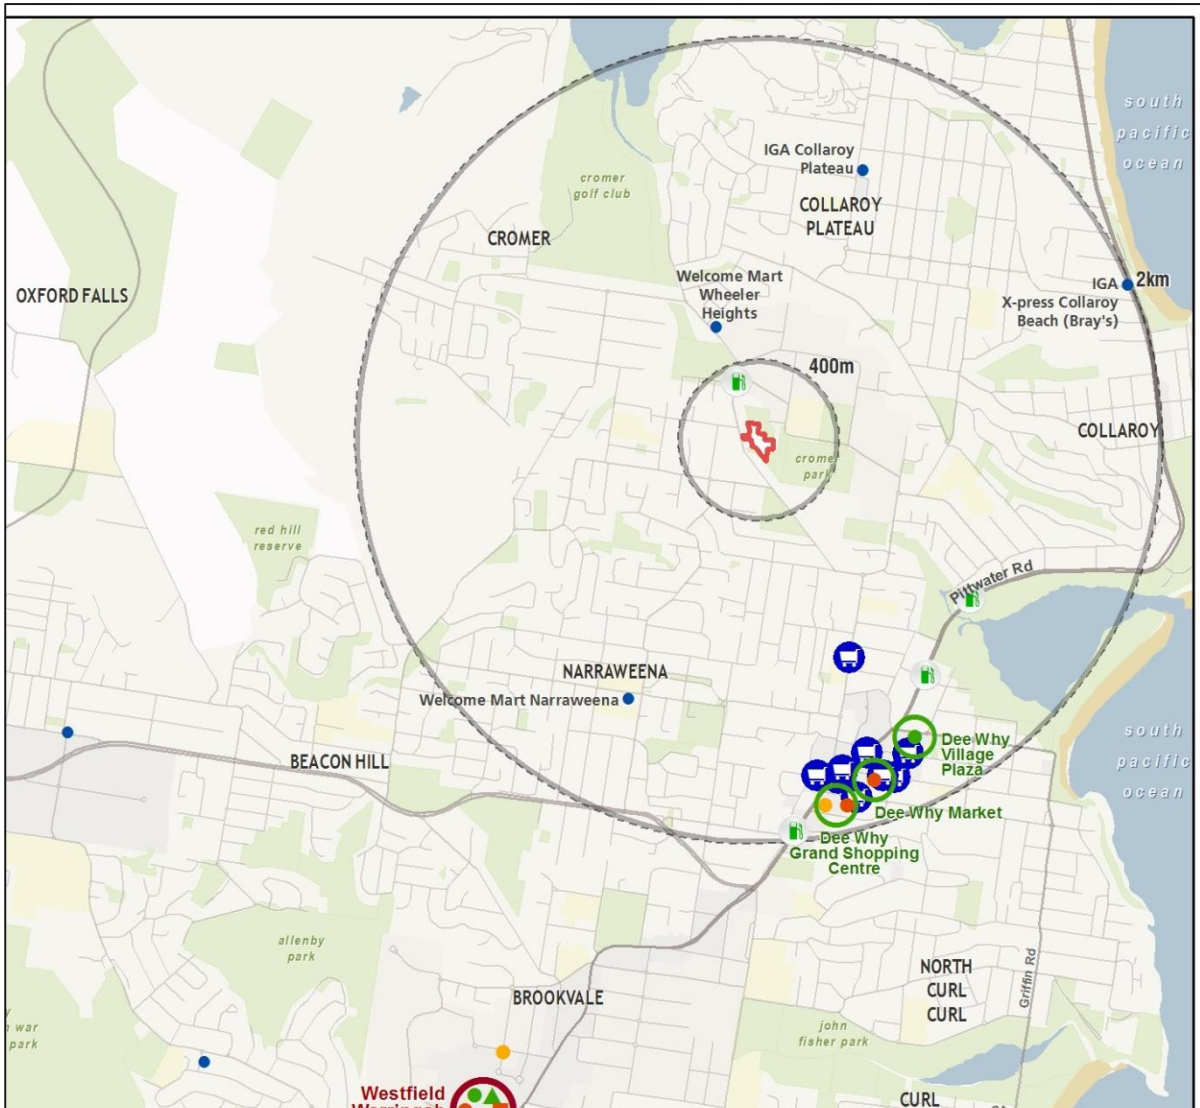 south
pacific
ocean
IGA Collaroy
Plateau
cromer
golf club
COLLAROY
PLATEAU
CROMER
OXFORD FALLS
Welcome Mart
Wheeler
Heights
IGA
X-press Collaroy
Beach (Bray's)
2km
400m
COLLAROY
cromer
park
red hill
reserve
Pittwater Rd
NARRAWEENA
Welcome Mart Narraweena
BEACON HILL
Dee Why
Village
Plaza
south
pacific
ocean
Dee Why Market
Dee Why
Grand Shopping
Centre
allenby
park
NORTH
CURL
CURL
Griffin Rd
BROOKVALE
war
park
john
fisher park
Westfield
CURL